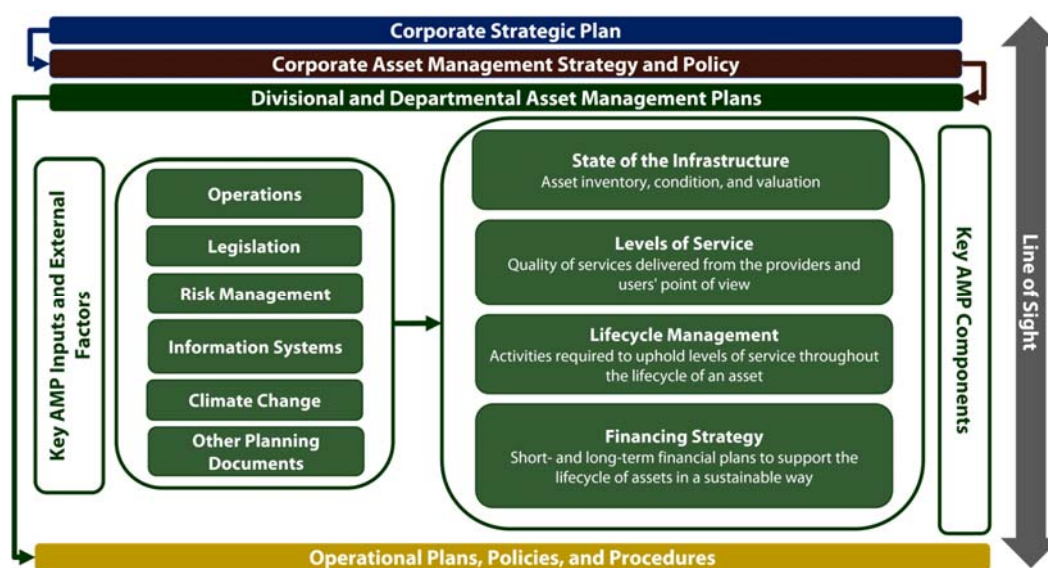 Corporate Strategic Plan
Corporate Asset Management Strategy and Policy
Divisional and Departmental Asset Management Plans
Key AMP Inputs and External
Factors
Operations
Legislation
Risk Management
Information Systems
Climate Change
Other Planning
Documents
State of the Infrastructure
Asset inventory, condition, and valuation
Levels of Service
Quality of services delivered from the providers and
users' point of view
Lifecycle Management
Activities required to uphold levels of service throughout
the lifecycle of an asset
Financing Strategy
Short- and long-term financial plans to support the
lifecycle of assets in a sustainable way
Key AMP Components
Line of Sight
Operational Plans, Policies, and Procedures